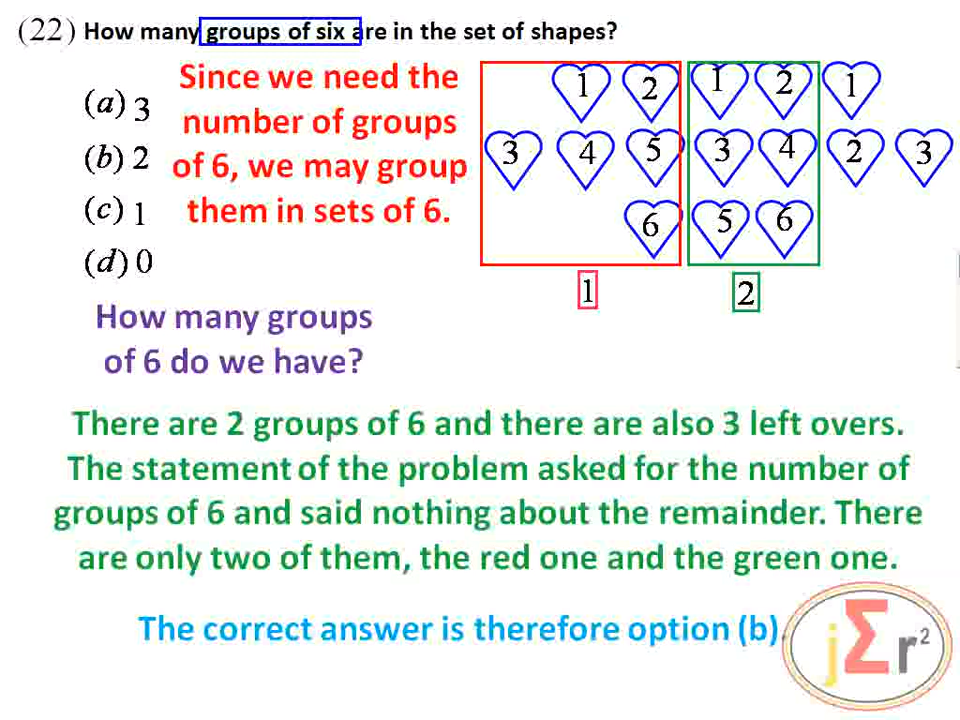 (22) How many groups of six are in the set of shapes?
(a) 3
(b) 2
(c) 1
(d) 0
Since we need the
number of groups
of 6, we may group
them in sets of 6.
1 2 1 2 1
3 4 5 3 4 2 3
6 5 6
1 2
How many groups
of 6 do we have?
There are 2 groups of 6 and there are also 3 left overs.
The statement of the problem asked for the number of
groups of 6 and said nothing about the remainder. There
are only two of them, the red one and the green one.
The correct answer is therefore option (b).
jΣr²